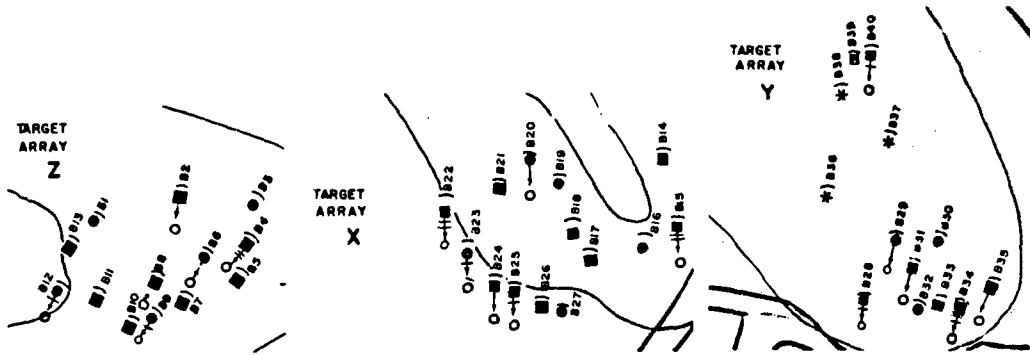 TARGET
ARRAY
Z
B1
B2
B3
B4
B5
B6
B7
B8
B9
B10
B11
B12
B13
TARGET
ARRAY
X
B14
B15
B16
B17
B18
B19
B20
B21
B22
B23
B24
B25
B26
B27
TARGET
ARRAY
Y
B28
B29
B30
B31
B32
B33
B34
B35
B36
B37
B38
B39
B40